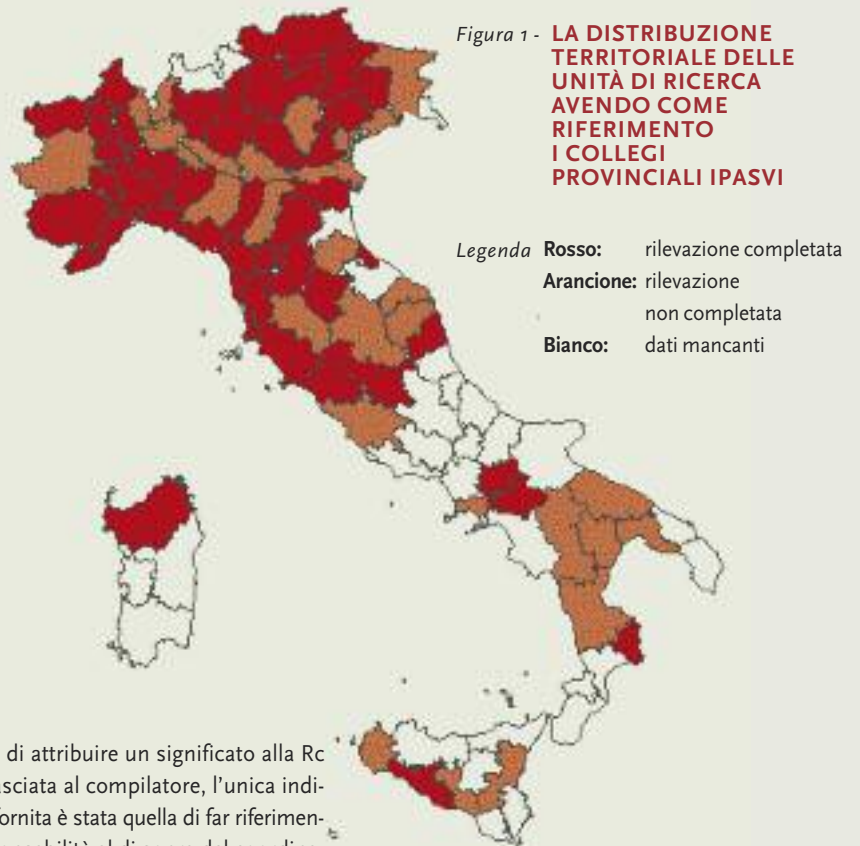 Figura 1 - LA DISTRIBUZIONE
TERRITORIALE DELLE
UNITÀ DI RICERCA
AVENDO COME
RIFERIMENTO
I COLLEGI
PROVINCIALI IPASVI
Legenda Rosso: rilevazione completata
Arancione: rilevazione
non completata
Bianco: dati mancanti
di attribuire un significato alla Rc
asciata al compilatore, l'unica indi-
fornita è stata quella di far riferimen-